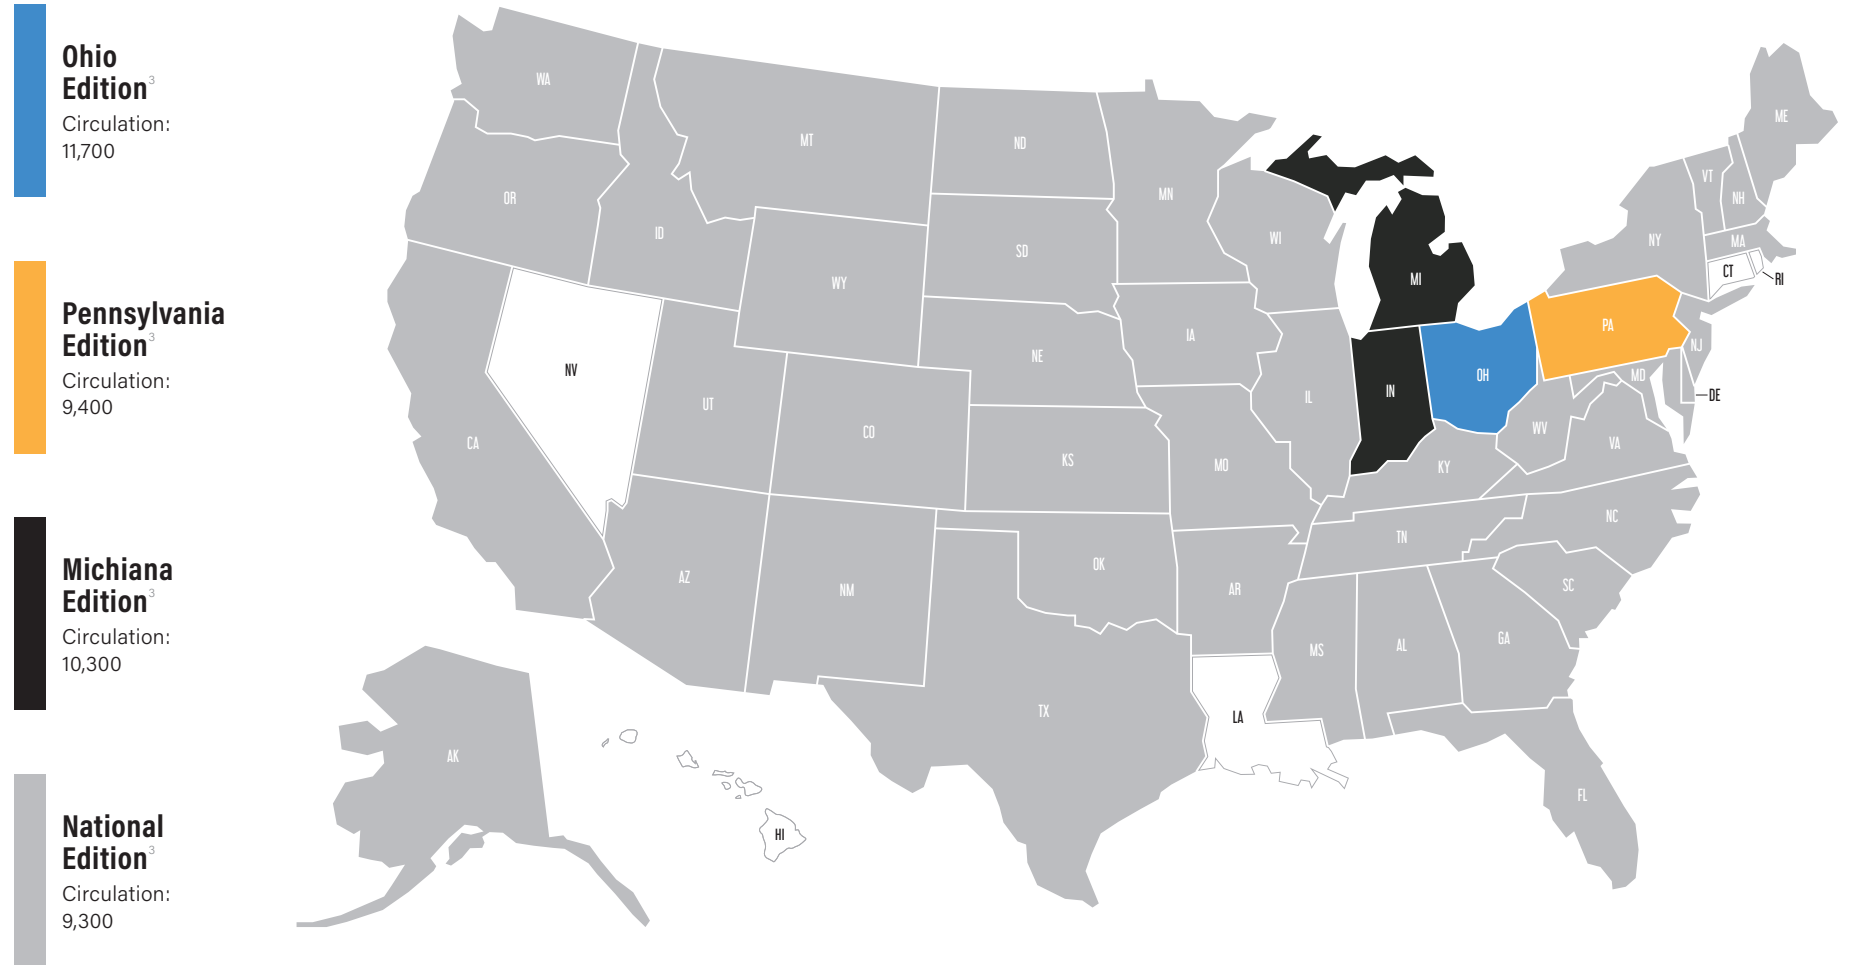 Ohio
Edition3
Circulation:
11,700
Pennsylvania
Edition3
Circulation:
9,400
Michiana
Edition3
Circulation:
10,300
National
Edition3
Circulation:
9,300
WA
MT
ND
MN
ME
OR
ID
SD
WI
VT
NH
NY
MA
CT
RI
WY
MI
IA
NE
PA
NJ
NV
UT
CO
IL
IN
OH
MD
DE
CA
KS
MO
KY
WV
VA
AZ
NM
OK
AR
TN
NC
SC
MS
AL
GA
TX
LA
FL
AK
HI